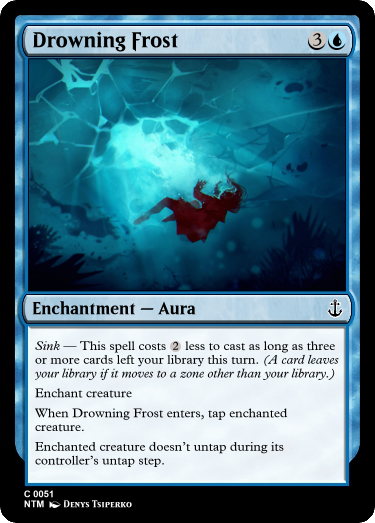 Drowning Frost 3
Enchantment — Aura
Sink — This spell costs 2 less to cast as long as three
or more cards left your library this turn. (A card leaves
your library if it moves to a zone other than your library.)
Enchant creature
When Drowning Frost enters, tap enchanted
creature.
Enchanted creature doesn't untap during its
controller's untap step.
C 0051
NTM Denys Tsiperko